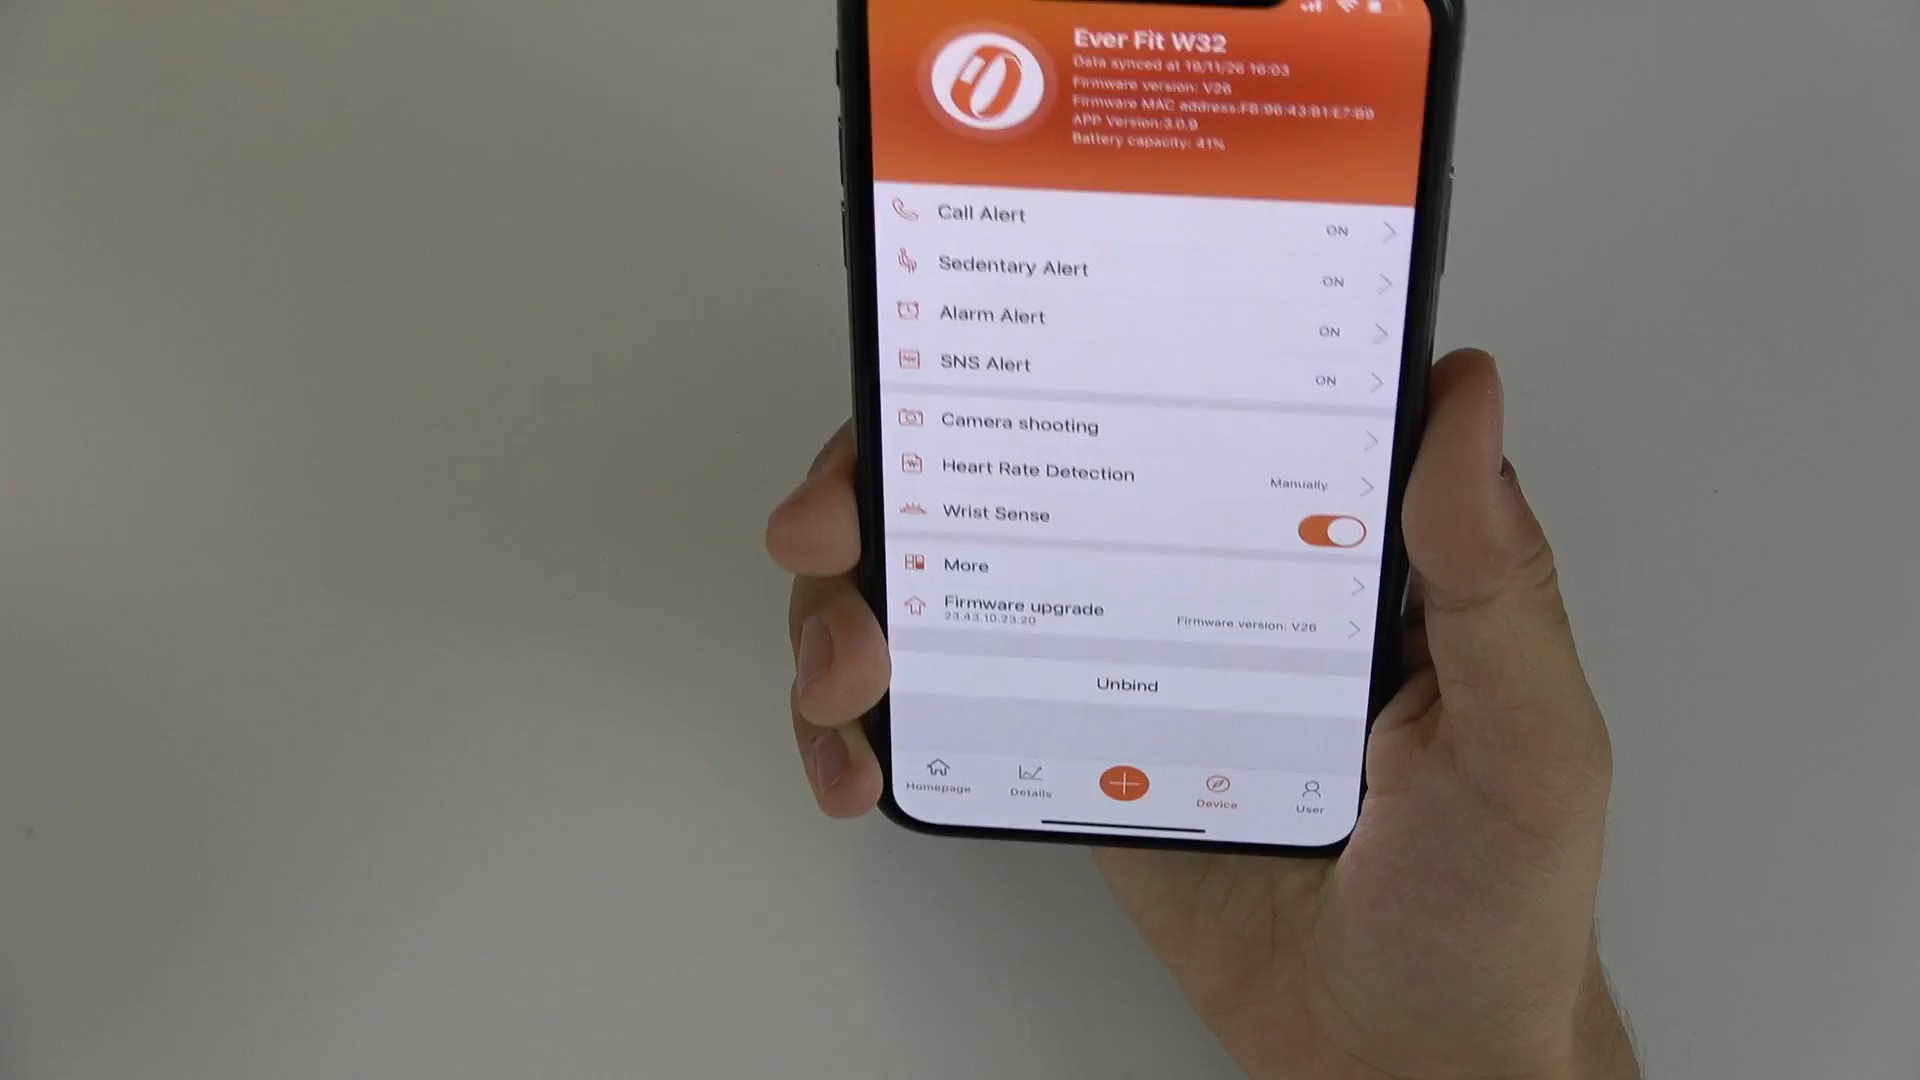 Ever Fit W32
Data synced at 19/11/26 16:03
Firmware version: V26
Firmware MAC address:FB:96:43:B1:E7:B9
APP Version:3.0.9
Battery capacity: 41%
Call Alert ON
Sedentary Alert ON
Alarm Alert ON
SNS Alert ON
Camera shooting
Heart Rate Detection Manually
Wrist Sense
More
Firmware upgrade
23.43.10.23.20 Firmware version: V26
Unbind
Homepage Details Device User